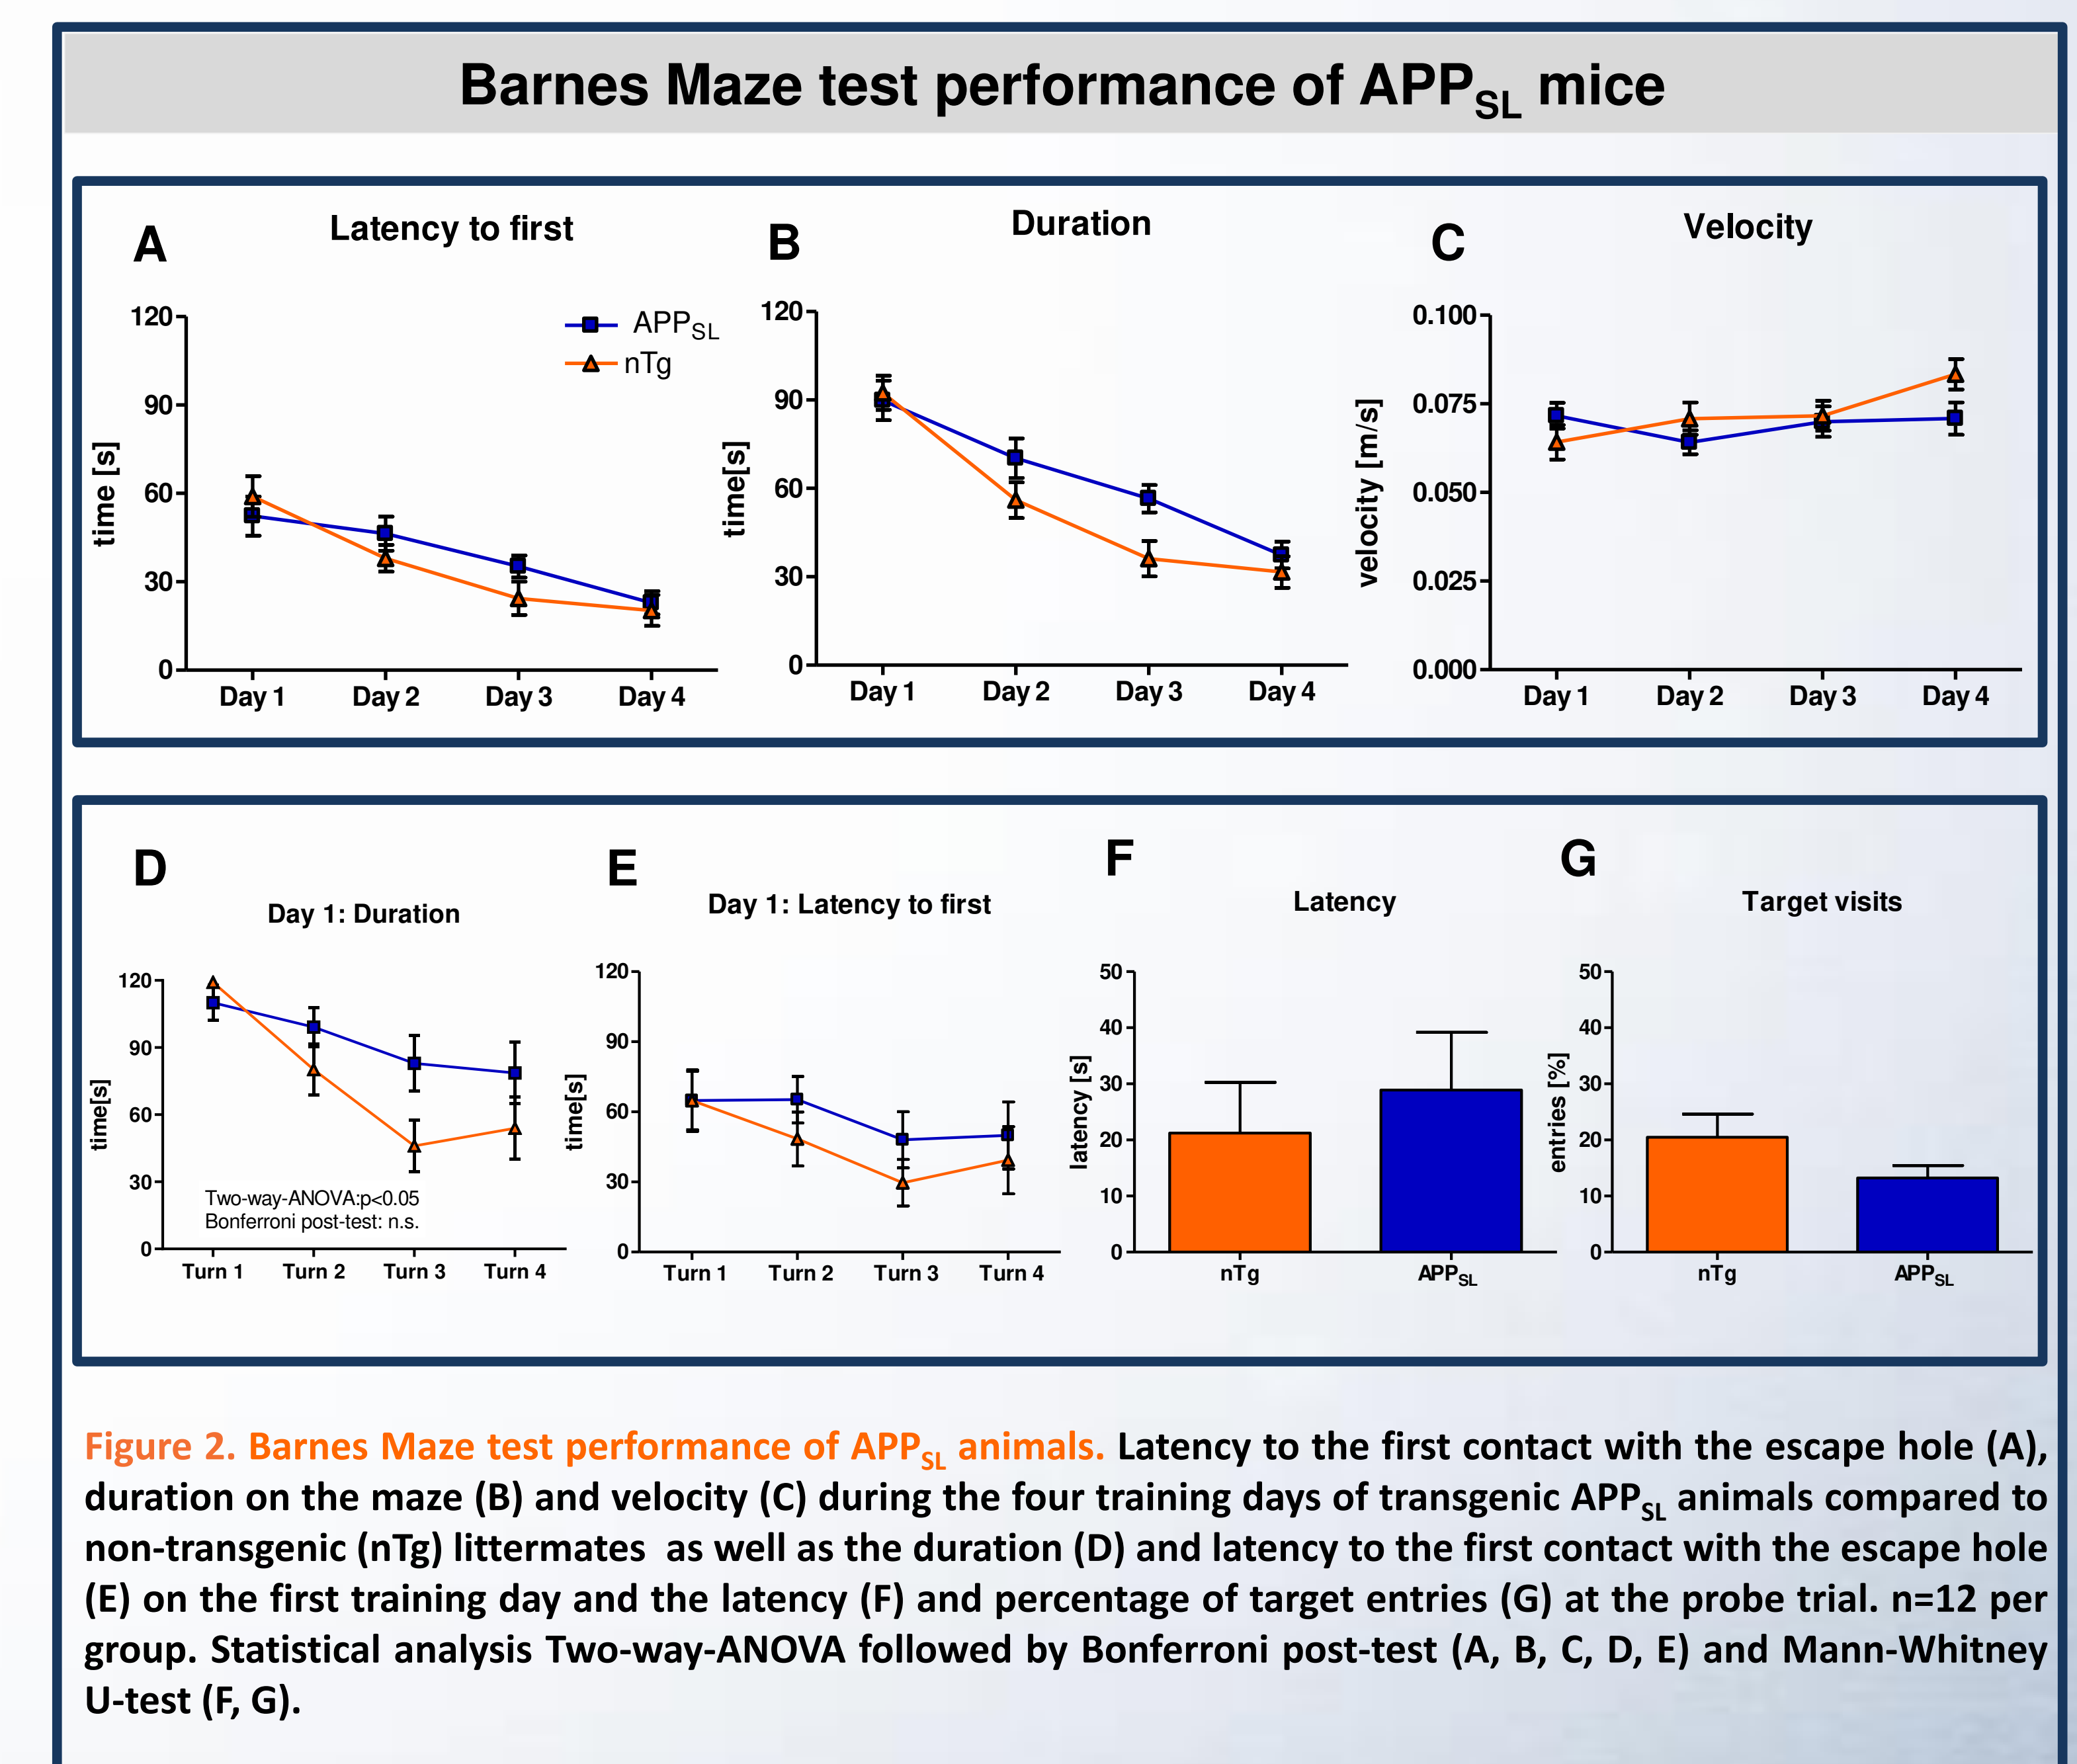 Barnes Maze test performance of APPSL mice
A
Latency to first
120
90
60
30
0
time [s]
Day 1
Day 2
Day 3
Day 4
APPSL
nTg
B
Duration
120
90
60
30
0
time[s]
Day 1
Day 2
Day 3
Day 4
C
Velocity
0.100
0.075
0.050
0.025
0.000
velocity [m/s]
Day 1
Day 2
Day 3
Day 4
D
Day 1: Duration
120
90
60
30
0
time[s]
Two-way-ANOVA:p<0.05
Bonferroni post-test: n.s.
Turn 1
Turn 2
Turn 3
Turn 4
E
Day 1: Latency to first
120
90
60
30
0
time[s]
Turn 1
Turn 2
Turn 3
Turn 4
F
Latency
50
40
30
20
10
0
latency [s]
nTg
APPSL
G
Target visits
50
40
30
20
10
0
entries [%]
nTg
APPSL
Figure 2. Barnes Maze test performance of APPSL animals. Latency to the first contact with the escape hole (A),
duration on the maze (B) and velocity (C) during the four training days of transgenic APPSL animals compared to
non-transgenic (nTg) littermates as well as the duration (D) and latency to the first contact with the escape hole
(E) on the first training day and the latency (F) and percentage of target entries (G) at the probe trial. n=12 per
group. Statistical analysis Two-way-ANOVA followed by Bonferroni post-test (A, B, C, D, E) and Mann-Whitney
U-test (F, G).